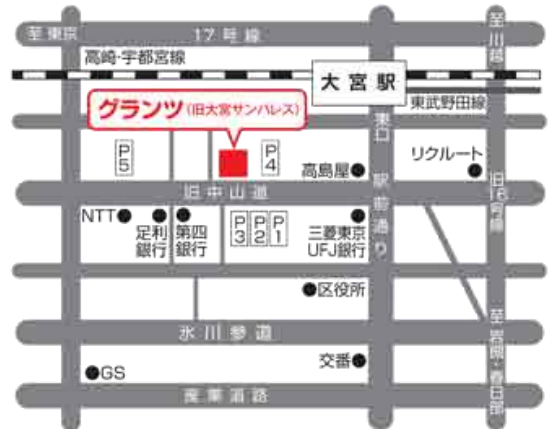 至東京
17号線
至川越
高崎・宇都宮線
大宮駅
東武野田線
グランツ(旧大宮サンパレス)
東口
駅前通り
P5
P4
高島屋
リクルート
旧中山道
旧16号線
NTT
足利
銀行
第四
銀行
P3
P2
P1
三菱東京
UFJ銀行
区役所
氷川参道
至岩槻・春日部
交番
GS
産業道路